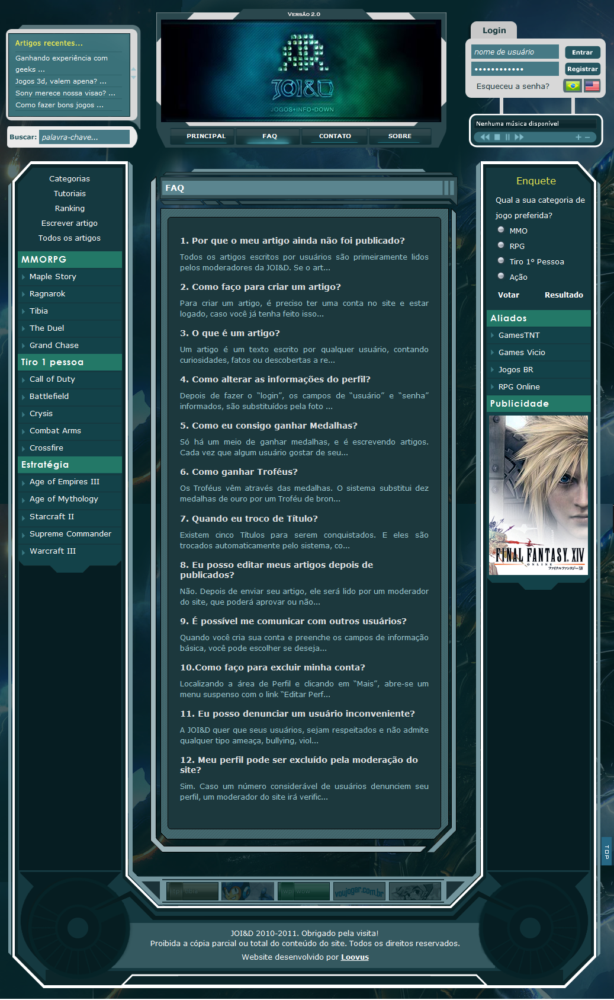 Versão 2.0
Artigos recentes...
Ganhando experiência com
geeks ...
Jogos 3d, valem apena? ...
Sony merece nossa visao? ...
Como fazer bons jogos ...
Buscar: palavra-chave...
JOI&D
JOGOS+INFO+DOWN
PRINCIPAL FAQ CONTATO SOBRE
Login
nome de usuário Entrar
•••••••••••• Registrar
Esqueceu a senha?
Nenhuma música disponível
Categorias
Tutoriais
Ranking
Escrever artigo
Todos os artigos
MMORPG
Maple Story
Ragnarok
Tibia
The Duel
Grand Chase
Tiro 1 pessoa
Call of Duty
Battlefield
Crysis
Combat Arms
Crossfire
Estratégia
Age of Empires III
Age of Mythology
Starcraft II
Supreme Commander
Warcraft III
FAQ
1. Por que o meu artigo ainda não foi publicado?
Todos os artigos escritos por usuários são primeiramente lidos
pelos moderadores da JOI&D. Se o art...
2. Como faço para criar um artigo?
Para criar um artigo, é preciso ter uma conta no site e estar
logado, caso você já tenha feito isso...
3. O que é um artigo?
Um artigo é um texto escrito por qualquer usuário, contando
curiosidades, fatos ou descobertas a re...
4. Como alterar as informações do perfil?
Depois de fazer o “login”, os campos de “usuário” e “senha”
informados, são substituídos pela foto ...
5. Como eu consigo ganhar Medalhas?
Só há um meio de ganhar medalhas, e é escrevendo artigos.
Cada vez que algum usuário gostar de seu...
6. Como ganhar Troféus?
Os Troféus vêm através das medalhas. O sistema substitui dez
medalhas de ouro por um Troféu de bron...
7. Quando eu troco de Título?
Existem cinco Títulos para serem conquistados. E eles são
trocados automaticamente pelo sistema, co...
8. Eu posso editar meus artigos depois de
publicados?
Não. Depois de enviar seu artigo, ele será lido por um moderador
do site, que poderá aprovar ou não...
9. É possível me comunicar com outros usuários?
Quando você cria sua conta e preenche os campos de informação
básica, você pode escolher se deseja...
10.Como faço para excluir minha conta?
Localizando a área de Perfil e clicando em “Mais”, abre-se um
menu suspenso com o link “Editar Perf...
11. Eu posso denunciar um usuário inconveniente?
A JOI&D quer que seus usuários, sejam respeitados e não admite
qualquer tipo ameaça, bullying, viol...
12. Meu perfil pode ser excluído pela moderação do
site?
Sim. Caso um número considerável de usuários denunciem seu
perfil, um moderador do site irá verific...
Enquete
Qual a sua categoria de
jogo preferida?
MMO
RPG
Tiro 1º Pessoa
Ação
Votar Resultado
Aliados
GamesTNT
Games Vicio
Jogos BR
RPG Online
Publicidade
FINAL FANTASY XIV
ONLINE
ファイナルファンタジーXIV
TOP
tp tibia
wp wow
voujogar.com.br
JOI&D 2010-2011. Obrigado pela visita!
Proibida a cópia parcial ou total do conteúdo do site. Todos os direitos reservados.
Website desenvolvido por Loovus